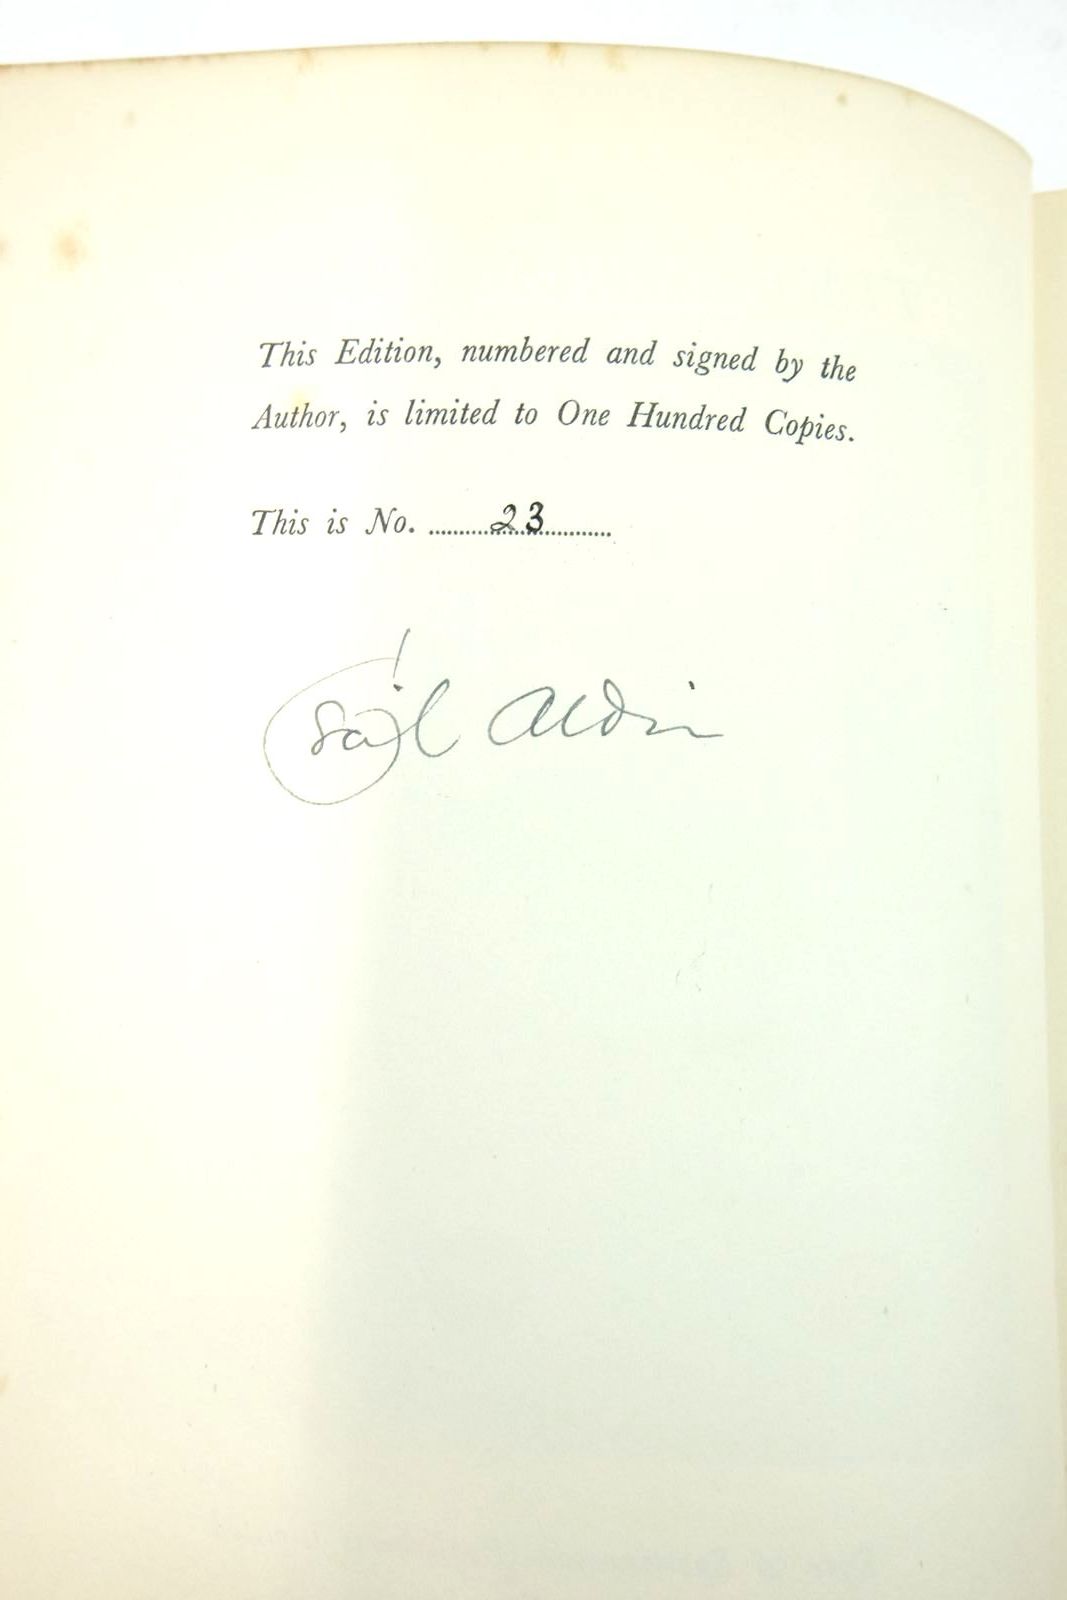 This Edition, numbered and signed by the
Author, is limited to One Hundred Copies.
This is No. ........23........
Cecil Aldin